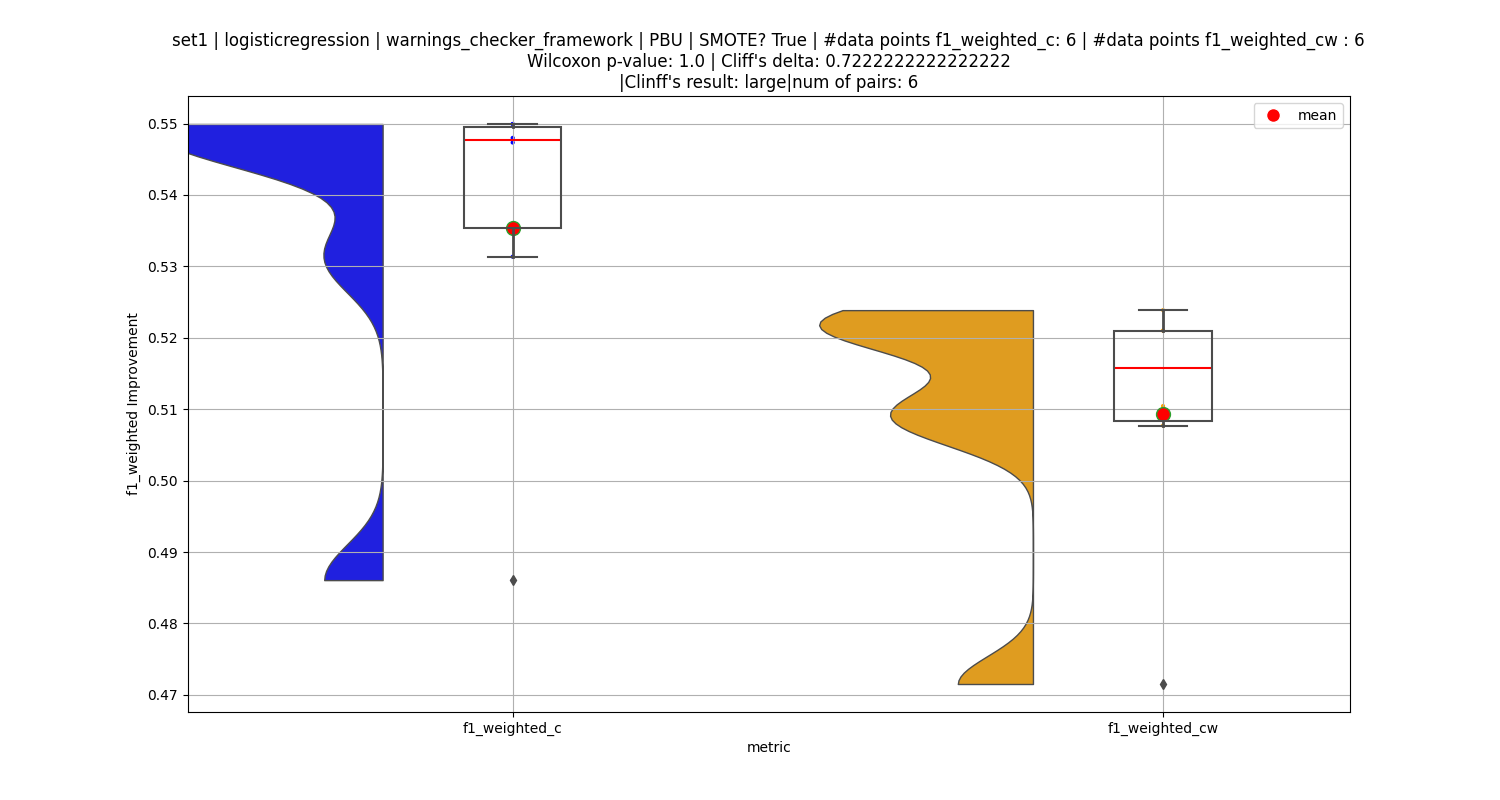 set1 | logisticregression | warnings_checker_framework | PBU | SMOTE? True | #data points f1_weighted_c: 6 | #data points f1_weighted_cw : 6
Wilcoxon p-value: 1.0 | Cliff's delta: 0.7222222222222222
|Clinff's result: large|num of pairs: 6
mean
0.55
0.54
0.53
0.52
0.51
0.50
0.49
0.48
0.47
f1_weighted Improvement
f1_weighted_c
f1_weighted_cw
metric